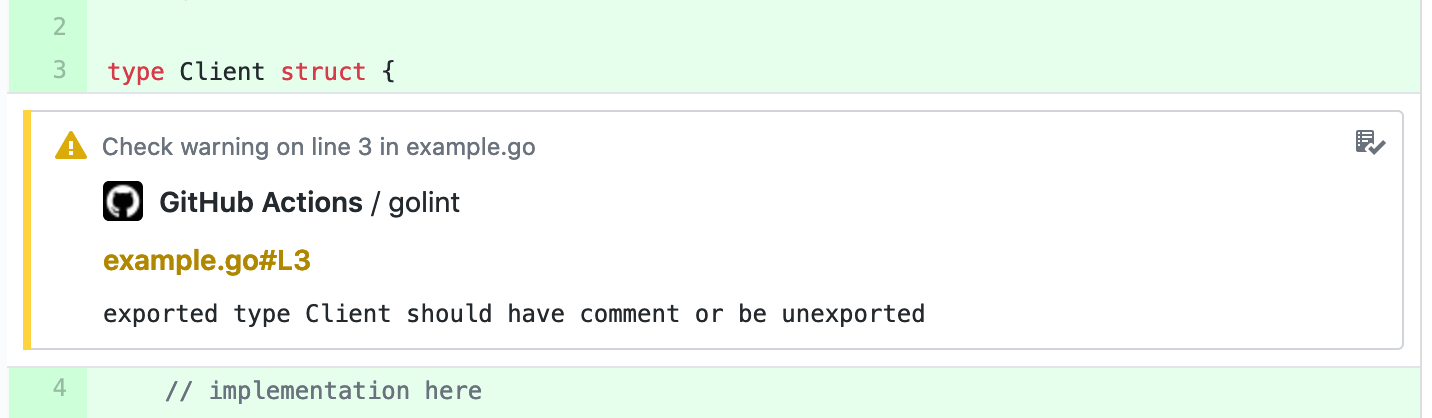 2
3 type Client struct {
Check warning on line 3 in example.go
GitHub Actions / golint
example.go#L3
exported type Client should have comment or be unexported
4 // implementation here